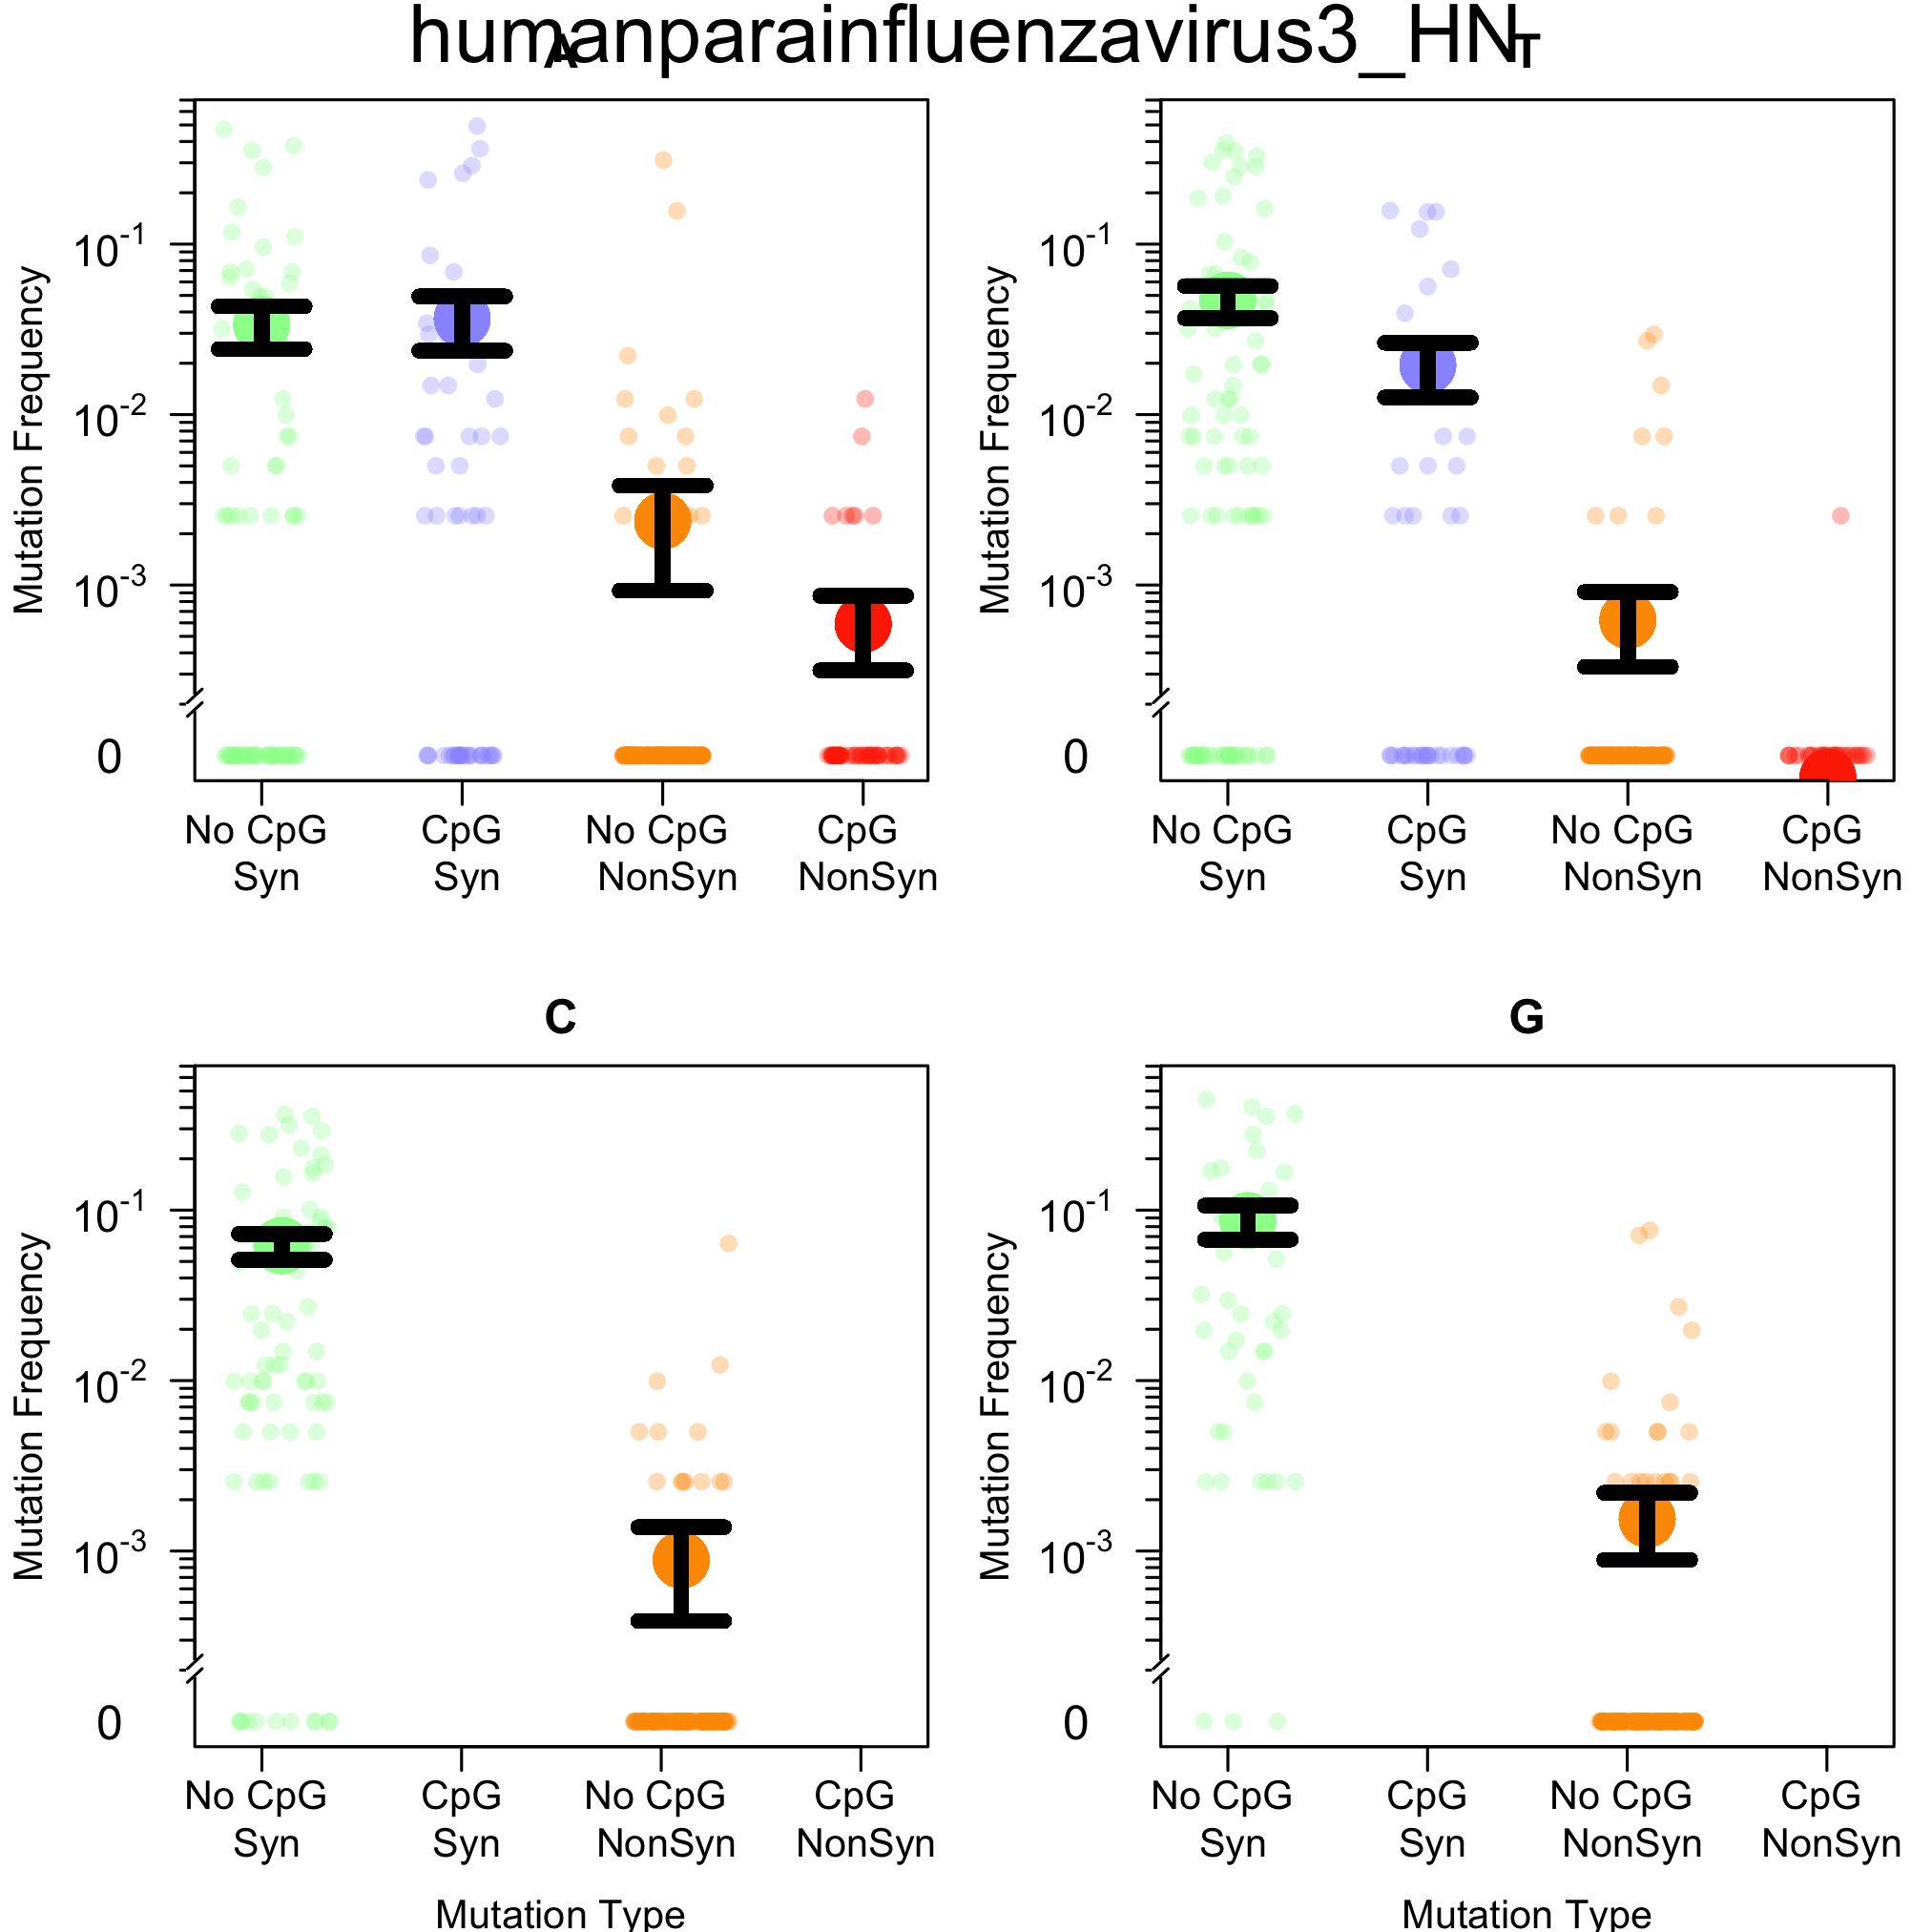 humanparainfluenzavirus3_HN
A
T
Mutation Frequency
10-1
10-2
10-3
0
No CpG Syn
CpG Syn
No CpG NonSyn
CpG NonSyn
Mutation Frequency
10-1
10-2
10-3
0
No CpG Syn
CpG Syn
No CpG NonSyn
CpG NonSyn
C
Mutation Frequency
10-1
10-2
10-3
0
No CpG Syn
CpG Syn
No CpG NonSyn
CpG NonSyn
Mutation Type
G
Mutation Frequency
10-1
10-2
10-3
0
No CpG Syn
CpG Syn
No CpG NonSyn
CpG NonSyn
Mutation Type